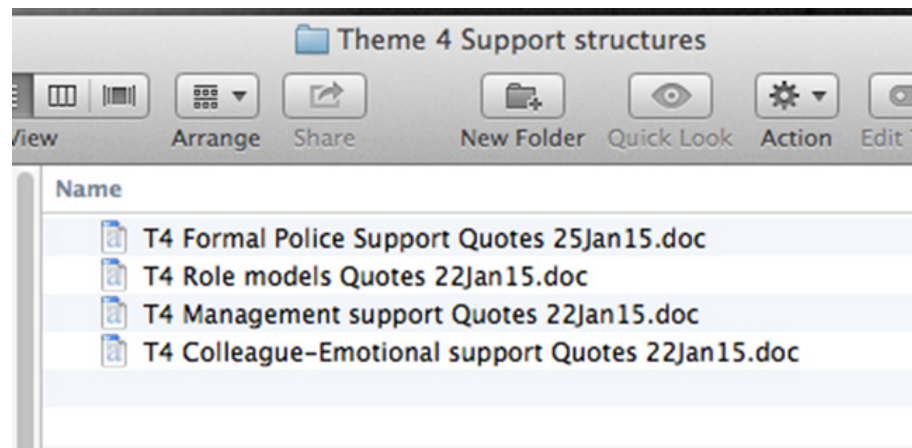 Theme 4 Support structures
View Arrange Share New Folder Quick Look Action Edit
Name
T4 Formal Police Support Quotes 25Jan15.doc
T4 Role models Quotes 22Jan15.doc
T4 Management support Quotes 22Jan15.doc
T4 Colleague-Emotional support Quotes 22Jan15.doc